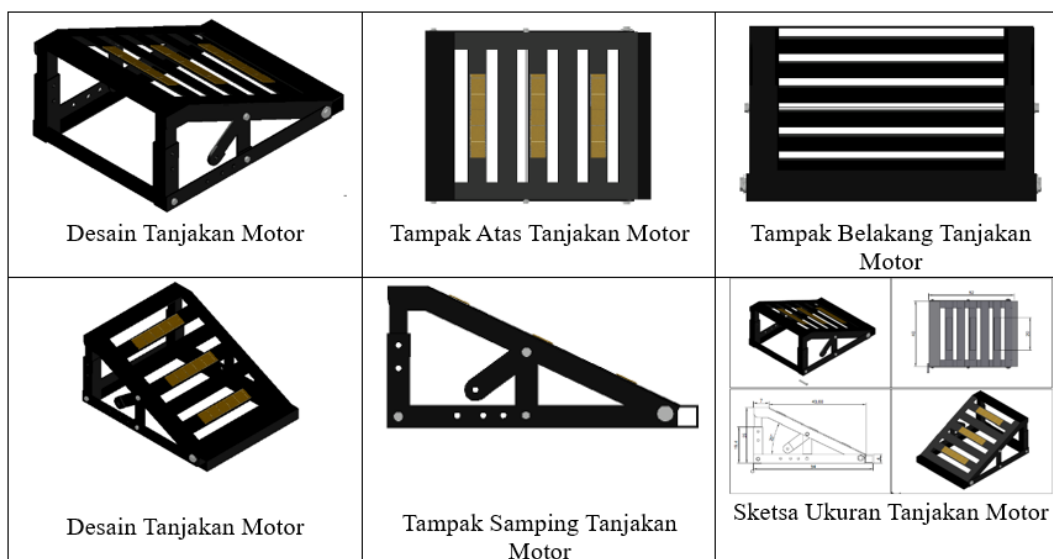 Desain Tanjakan Motor
Tampak Atas Tanjakan Motor
Tampak Belakang Tanjakan
Motor
Desain Tanjakan Motor
Tampak Samping Tanjakan
Motor
Sketsa Ukuran Tanjakan Motor